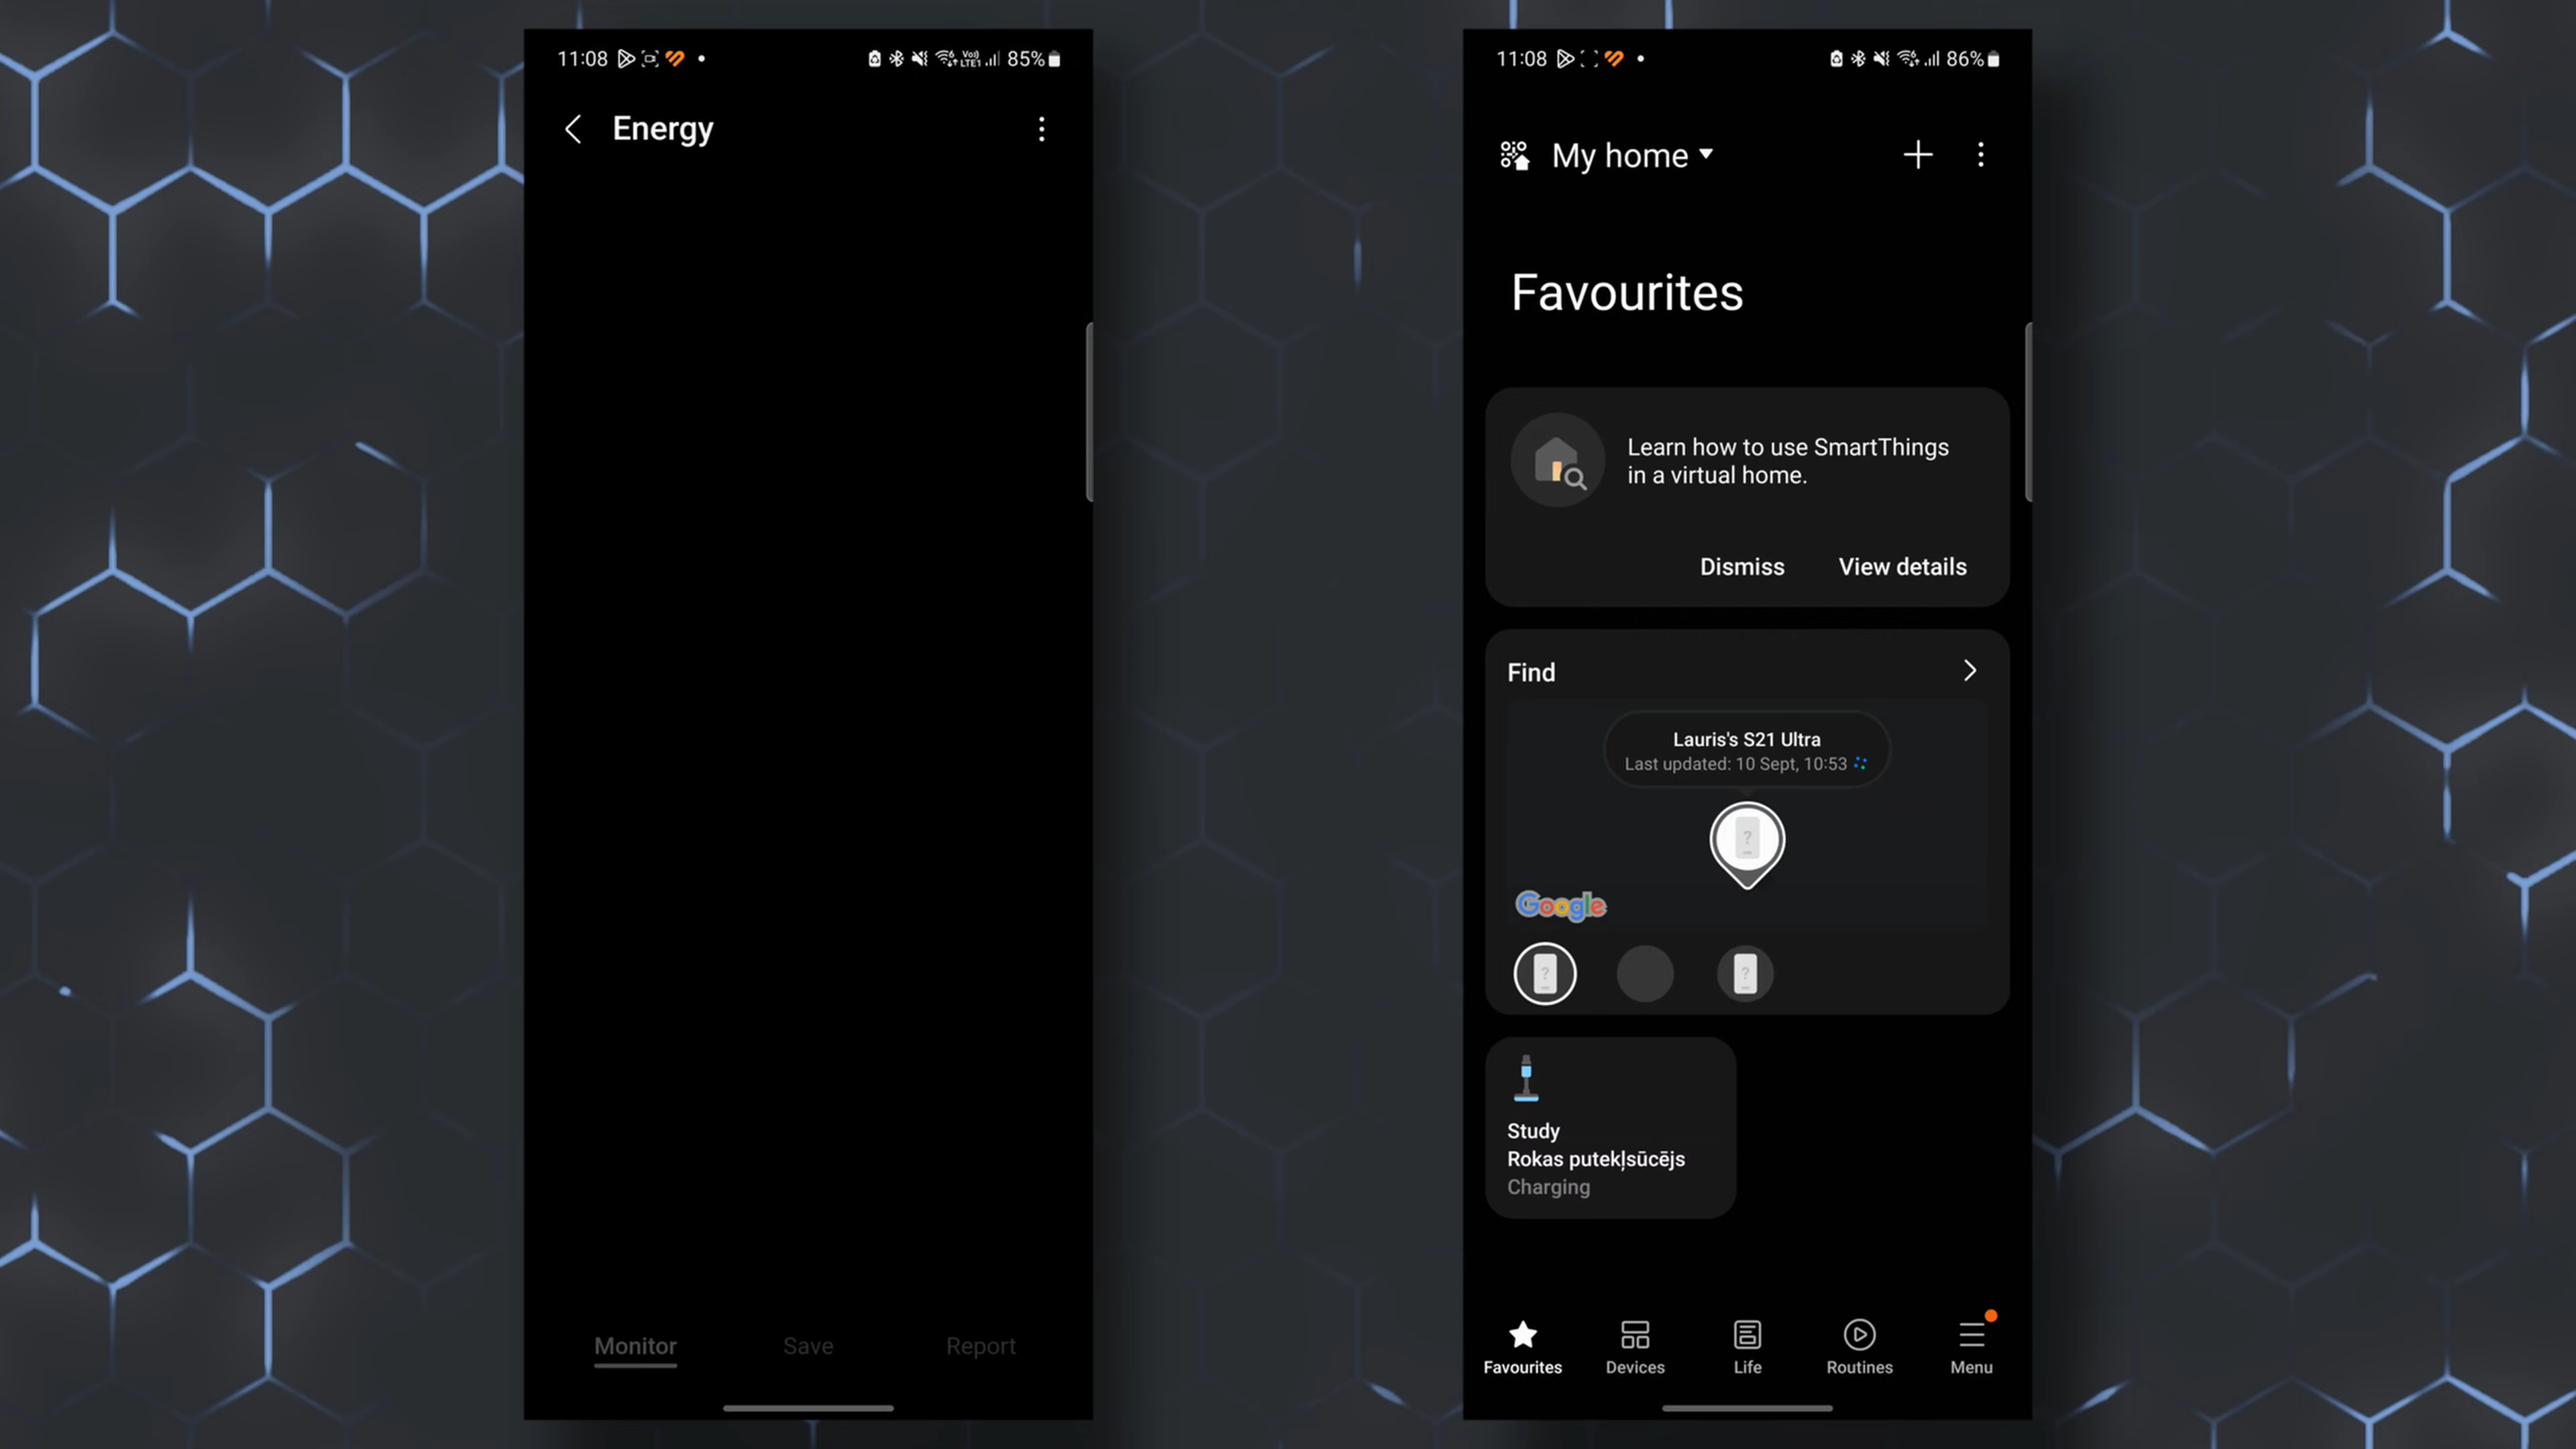 11:08
85%
Energy
Monitor
Save
Report
11:08
86%
My home
Favourites
Learn how to use SmartThings
in a virtual home.
Dismiss
View details
Find
Lauris's S21 Ultra
Last updated: 10 Sept, 10:53
?
Google
?
?
Study
Rokas putekļsūcējs
Charging
Favourites
Devices
Life
Routines
Menu